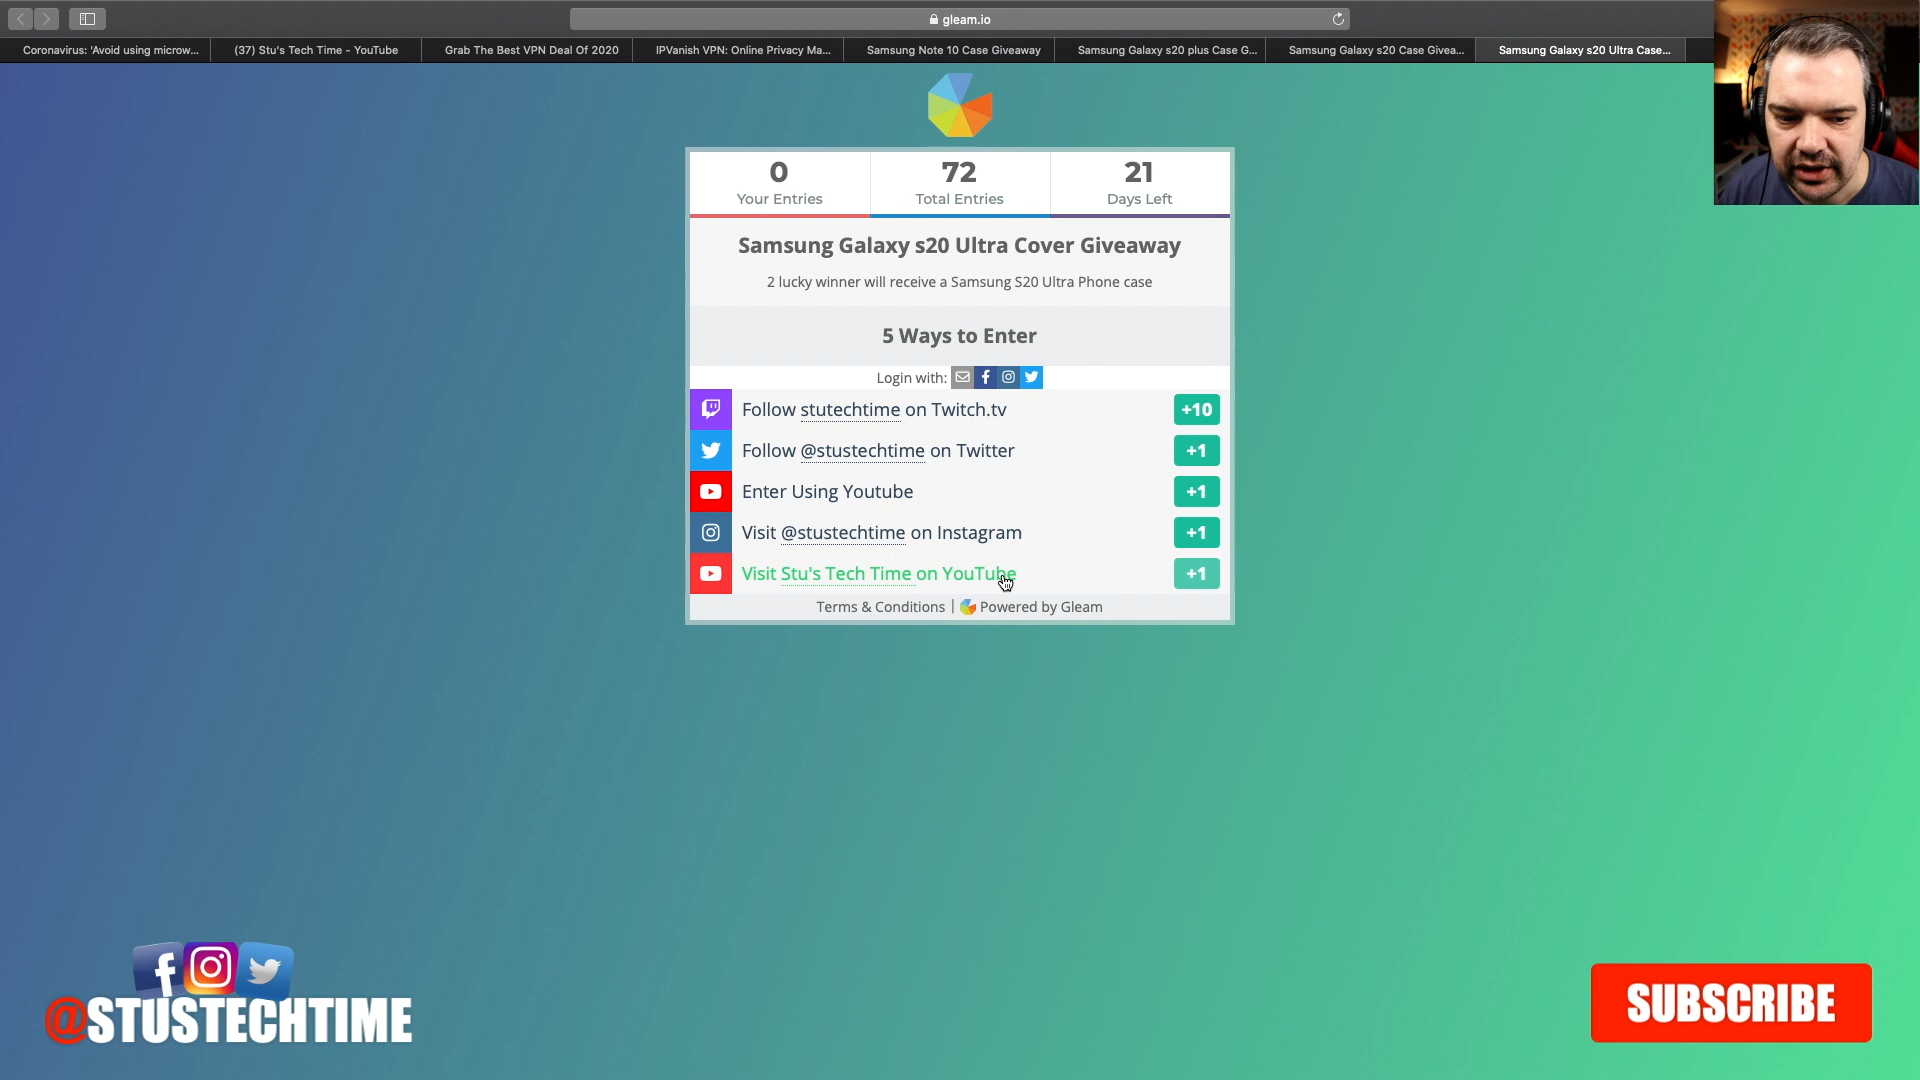 gleam.io
Coronavirus: 'Avoid using microw...
(37) Stu's Tech Time - YouTube
Grab The Best VPN Deal Of 2020
IPVanish VPN: Online Privacy Ma...
Samsung Note 10 Case Giveaway
Samsung Galaxy s20 plus Case G...
Samsung Galaxy s20 Case Givea...
Samsung Galaxy s20 Ultra Case...
0
Your Entries
72
Total Entries
21
Days Left
Samsung Galaxy s20 Ultra Cover Giveaway
2 lucky winner will receive a Samsung S20 Ultra Phone case
5 Ways to Enter
Login with:
Follow stutechtime on Twitch.tv +10
Follow @stustechtime on Twitter +1
Enter Using Youtube +1
Visit @stustechtime on Instagram +1
Visit Stu's Tech Time on YouTube +1
Terms & Conditions | Powered by Gleam
@STUSTECHTIME
SUBSCRIBE